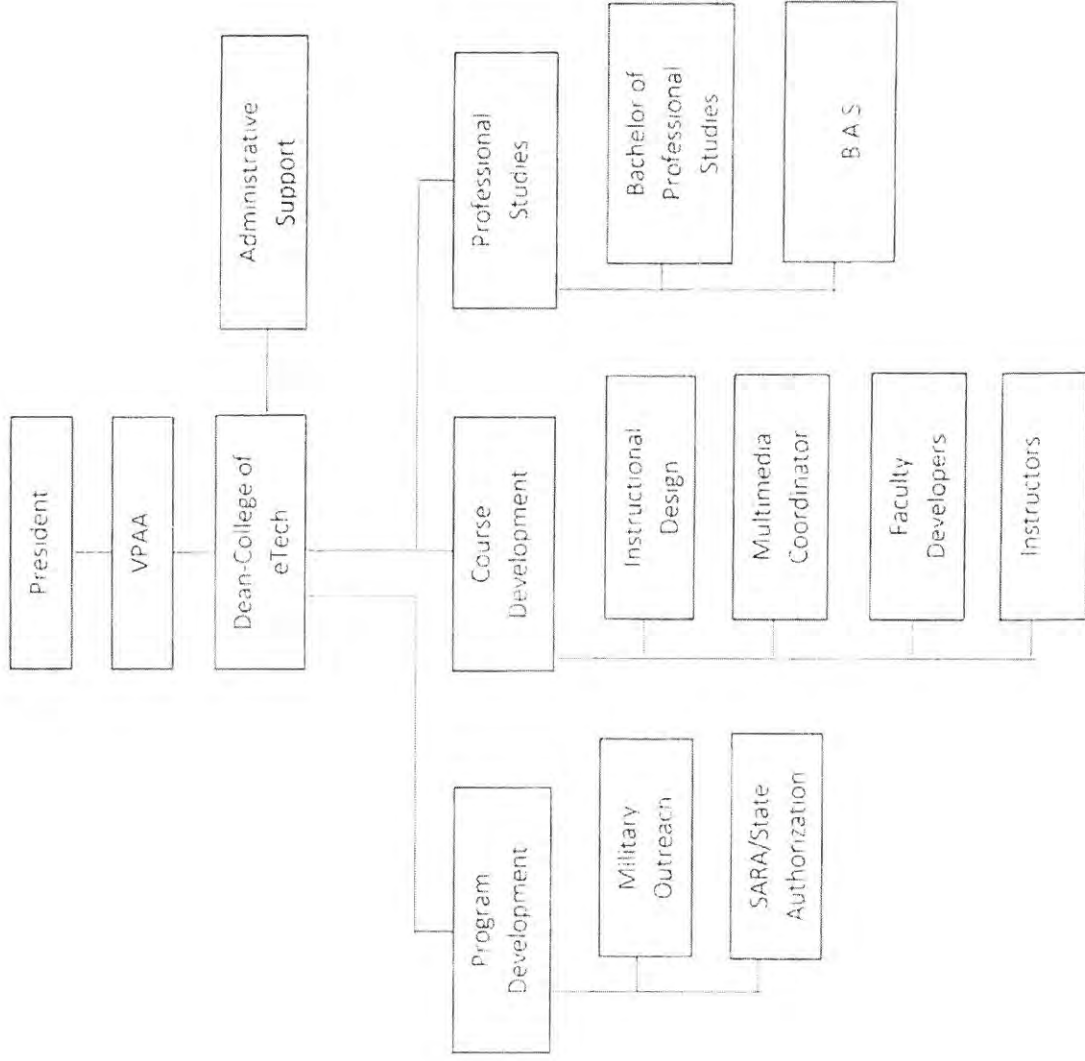 President
VPAA
Dean-College of
eTech
Administrative
Support
Program
Development
Course
Development
Professional
Studies
Military
Outreach
SARA/State
Authorization
Instructional
Design
Multimedia
Coordinator
Faculty
Developers
Instructors
Bachelor of
Professional
Studies
B A S